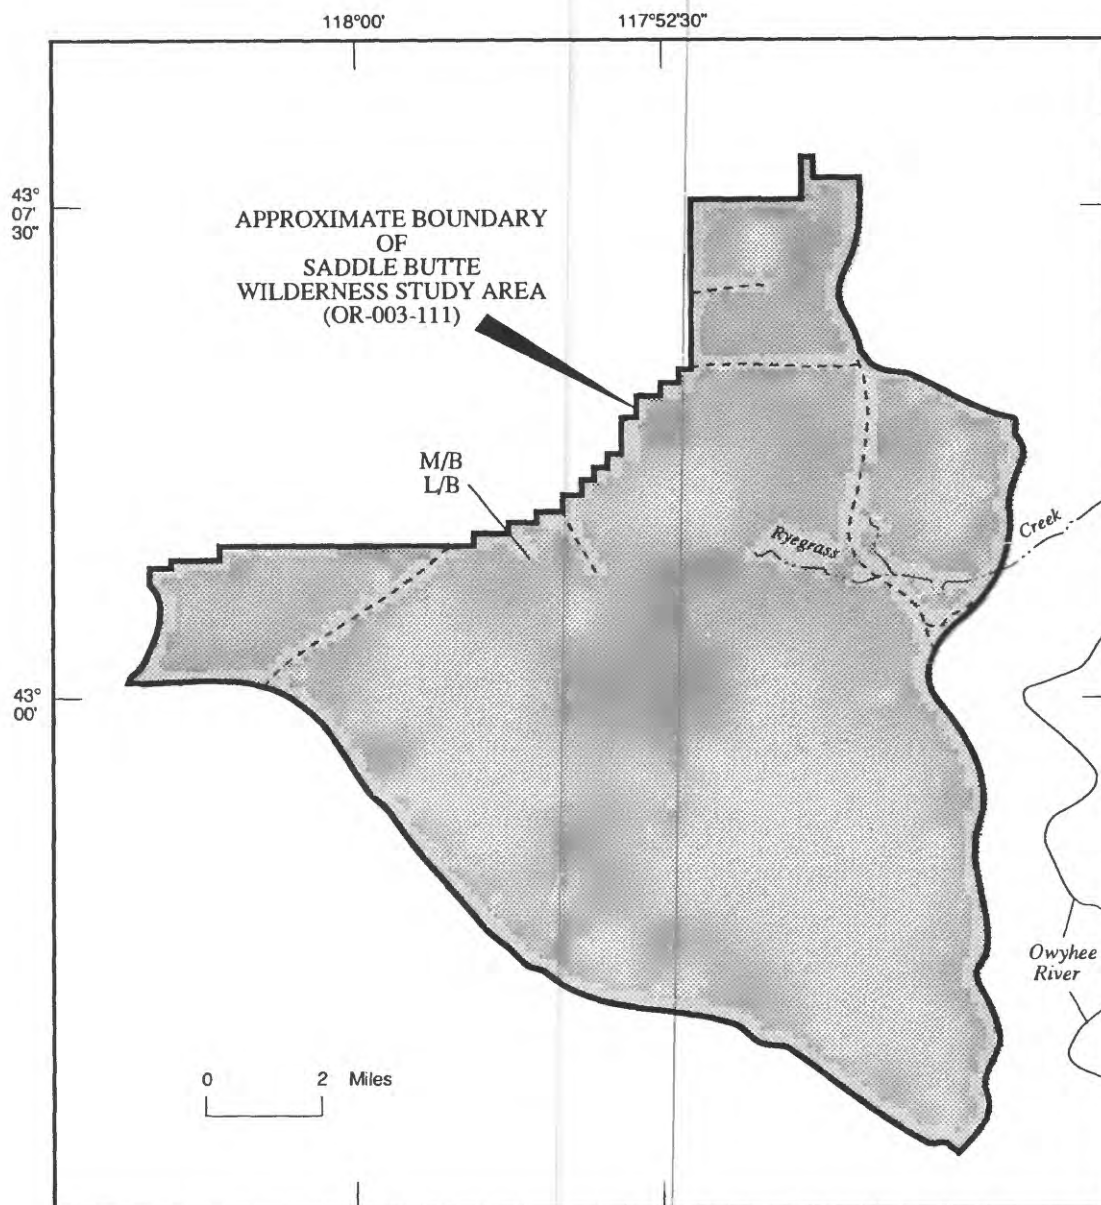 118°00'
117°52'30"
43°
07'
30"
APPROXIMATE BOUNDARY
OF
SADDLE BUTTE
WILDERNESS STUDY AREA
(OR-003-111)
M/B
L/B
Ryegrass
Creek
43°
00'
Owyhee
River
0 2 Miles